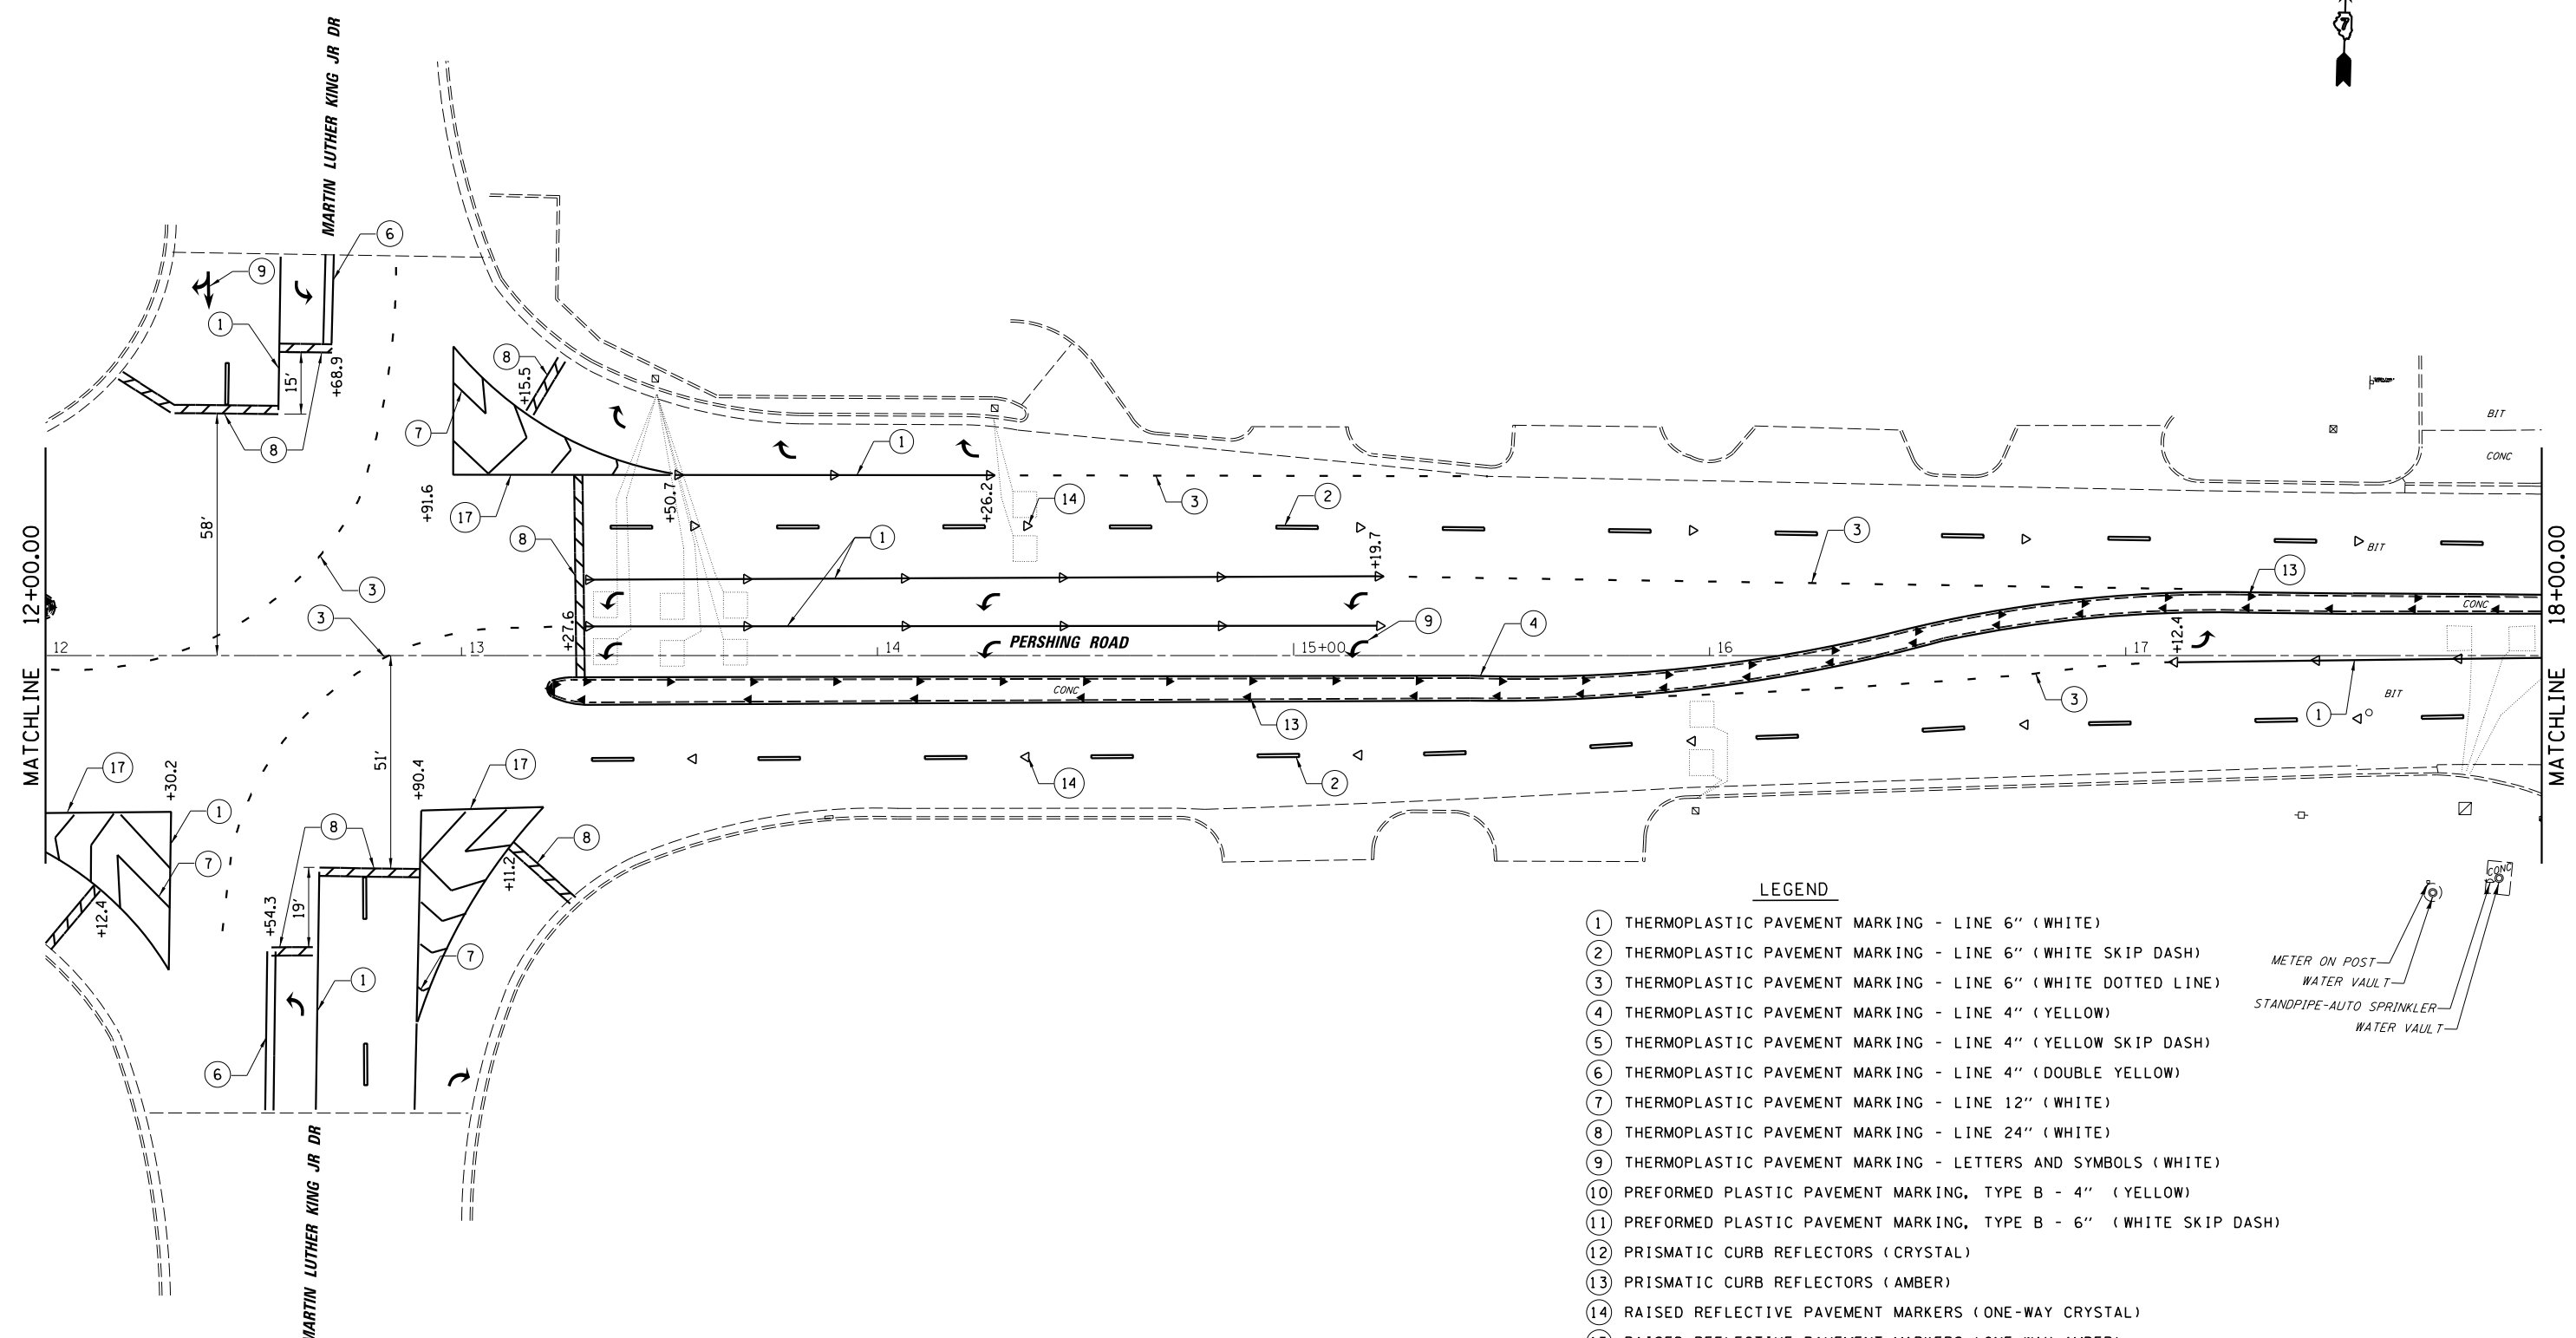 MARTIN LUTHER KING JR DR
7
6
9
1
15'
+68.9
8
8
+15.5
7
8
1
58'
+91.6
17
+50.7
+26.2
3
14
2
BIT
CONC
MATCHLINE 12+00.00
8
1
+19.7
3
BIT
13
MATCHLINE 18+00.00
3
3
+27.6
9
4
CONC
12
13
14
PERSHING ROAD
15+00
16
17
+12.4
CONC
13
3
1
BIT
17
+30.2
1
51'
+90.4
17
14
2
8
8
7
+12.4
+54.3
19'
+11.2
1
7
6
MARTIN LUTHER KING JR DR
CONC
METER ON POST
WATER VAULT
STANDPIPE-AUTO SPRINKLER
WATER VAULT
LEGEND
1 THERMOPLASTIC PAVEMENT MARKING - LINE 6" (WHITE)
2 THERMOPLASTIC PAVEMENT MARKING - LINE 6" (WHITE SKIP DASH)
3 THERMOPLASTIC PAVEMENT MARKING - LINE 6" (WHITE DOTTED LINE)
4 THERMOPLASTIC PAVEMENT MARKING - LINE 4" (YELLOW)
5 THERMOPLASTIC PAVEMENT MARKING - LINE 4" (YELLOW SKIP DASH)
6 THERMOPLASTIC PAVEMENT MARKING - LINE 4" (DOUBLE YELLOW)
7 THERMOPLASTIC PAVEMENT MARKING - LINE 12" (WHITE)
8 THERMOPLASTIC PAVEMENT MARKING - LINE 24" (WHITE)
9 THERMOPLASTIC PAVEMENT MARKING - LETTERS AND SYMBOLS (WHITE)
10 PREFORMED PLASTIC PAVEMENT MARKING, TYPE B - 4" (YELLOW)
11 PREFORMED PLASTIC PAVEMENT MARKING, TYPE B - 6" (WHITE SKIP DASH)
12 PRISMATIC CURB REFLECTORS (CRYSTAL)
13 PRISMATIC CURB REFLECTORS (AMBER)
14 RAISED REFLECTIVE PAVEMENT MARKERS (ONE-WAY CRYSTAL)